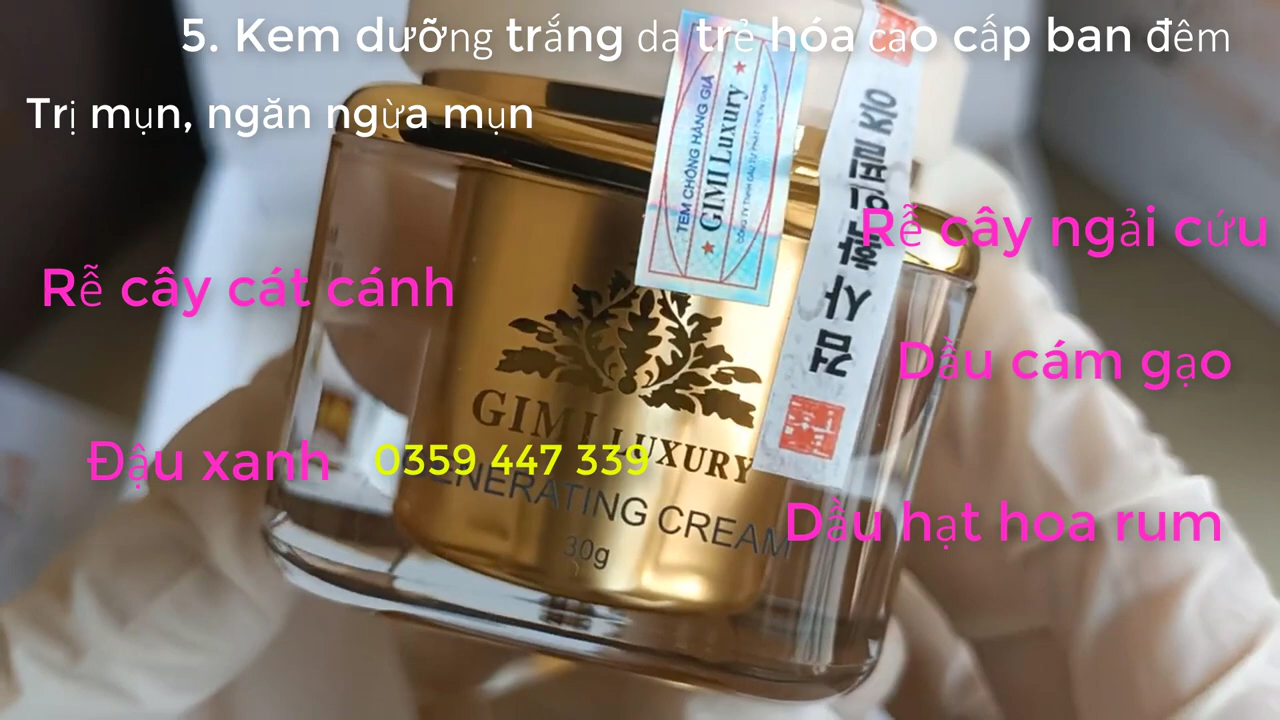 5. Kem dưỡng trắng da trẻ hóa cao cấp ban đêm
Trị mụn, ngăn ngừa mụn
TEM CHỐNG HÀNG GIẢ
GIMI Luxury
Rễ cây ngải cứu
Rễ cây cát cánh
Dầu cám gạo
GIMI LUXURY
Đậu xanh
0359 447 339
ENERATING CREAM
Dầu hạt hoa rum
30g